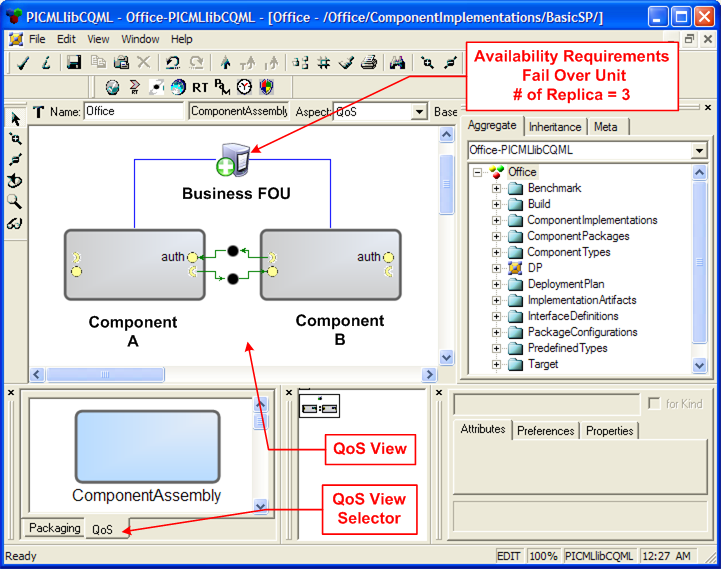 PICMLlibCQML - Office-PICMLlibCQML - [Office - /Office/ComponentImplementations/BasicSP/]
File Edit View Window Help
RT
Availability Requirements
Fail Over Unit
# of Replica = 3
T Name: Office ComponentAssembly Aspect: QoS Base
Aggregate Inheritance Meta
Office-PICMLlibCQML
Office
Benchmark
Build
ComponentImplementations
ComponentPackages
ComponentTypes
DP
DeploymentPlan
ImplementationArtifacts
InterfaceDefinitions
PackageConfigurations
PredefinedTypes
Target
Business FOU
auth
auth
Component
A
Component
B
ComponentAssembly
Packaging QoS
QoS View
QoS View
Selector
for Kind
Attributes Preferences Properties
Ready EDIT 100% PICMLlibCQML 12:27 AM